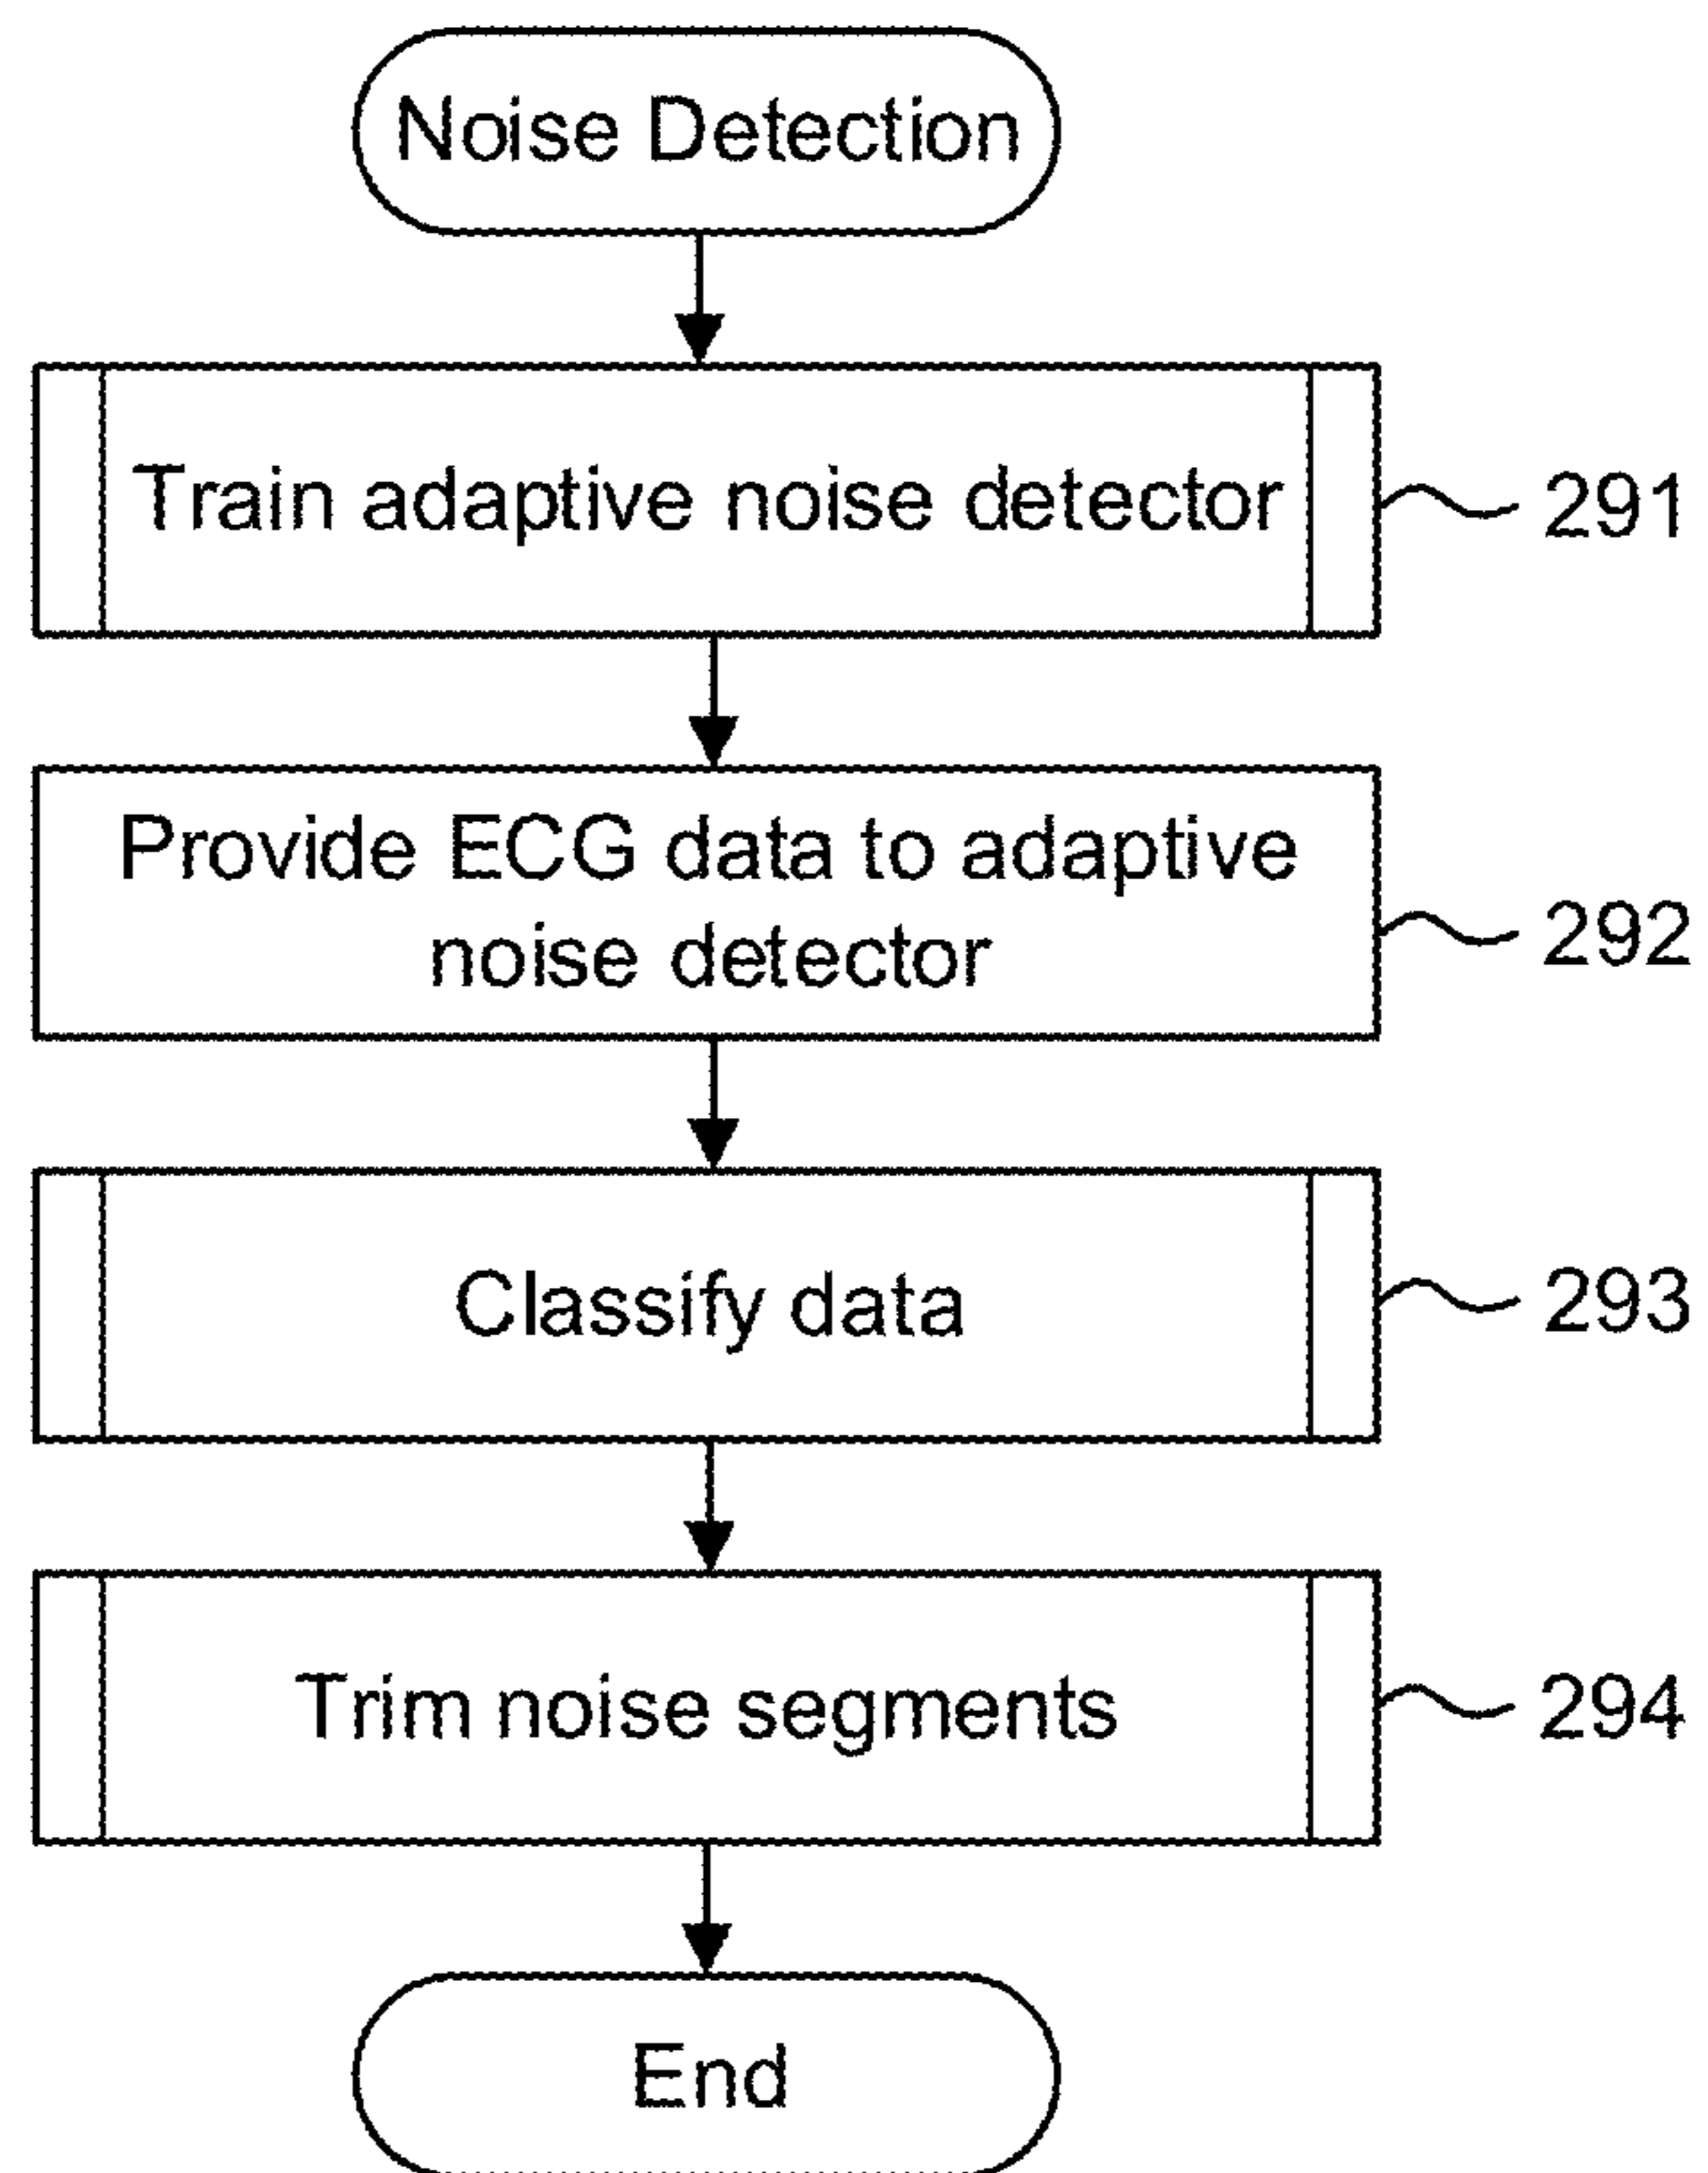 Noise Detection
Train adaptive noise detector
291
Provide ECG data to adaptive
noise detector
292
Classify data
293
Trim noise segments
294
End